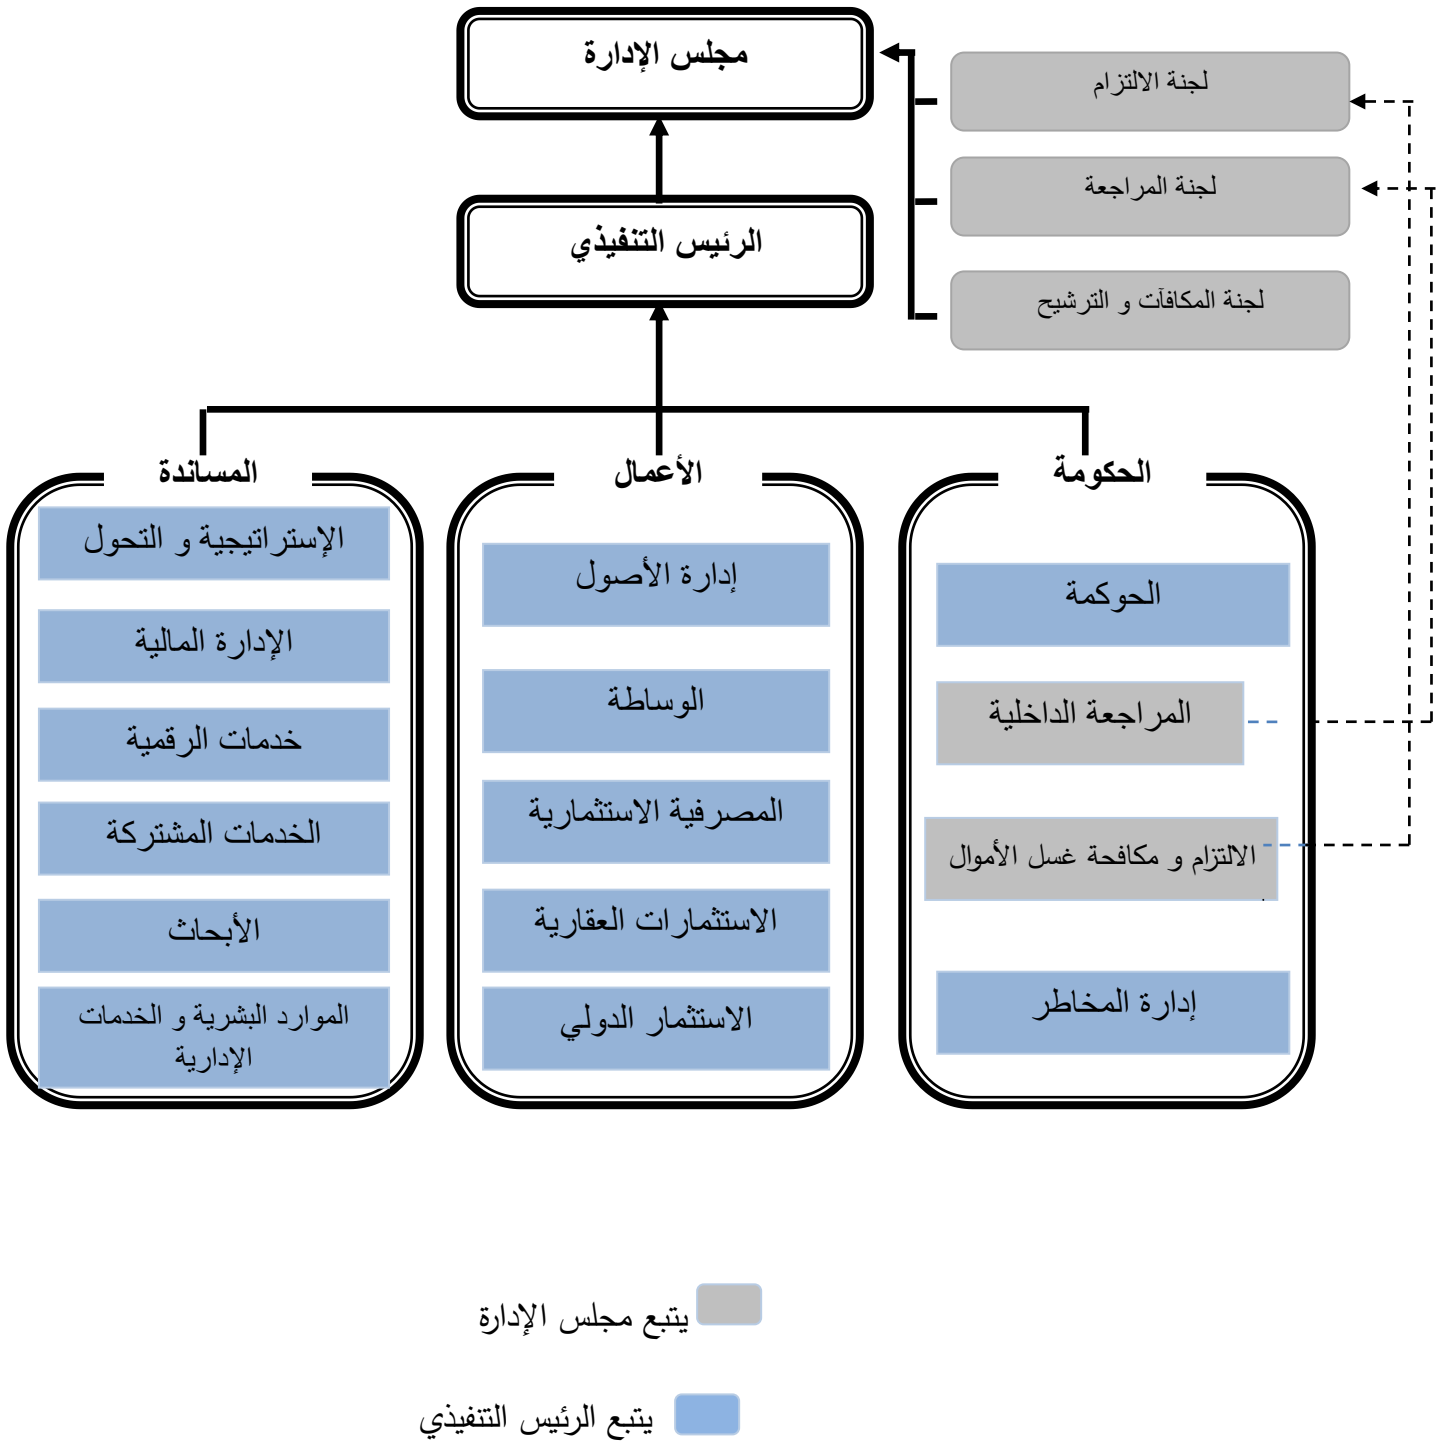 مجلس الإدارة
لجنة الالتزام
لجنة المراجعة
الرئيس التنفيذي
لجنة المكافآت و الترشيح
الحكومة
الحوكمة
المراجعة الداخلية
الالتزام و مكافحة غسل الأموال
إدارة المخاطر
الأعمال
إدارة الأصول
الوساطة
المصرفية الاستثمارية
الاستثمارات العقارية
الاستثمار الدولي
المساندة
الإستراتيجية و التحول
الإدارة المالية
خدمات الرقمية
الخدمات المشتركة
الأبحاث
الموارد البشرية و الخدمات
الإدارية
يتبع مجلس الإدارة
يتبع الرئيس التنفيذي